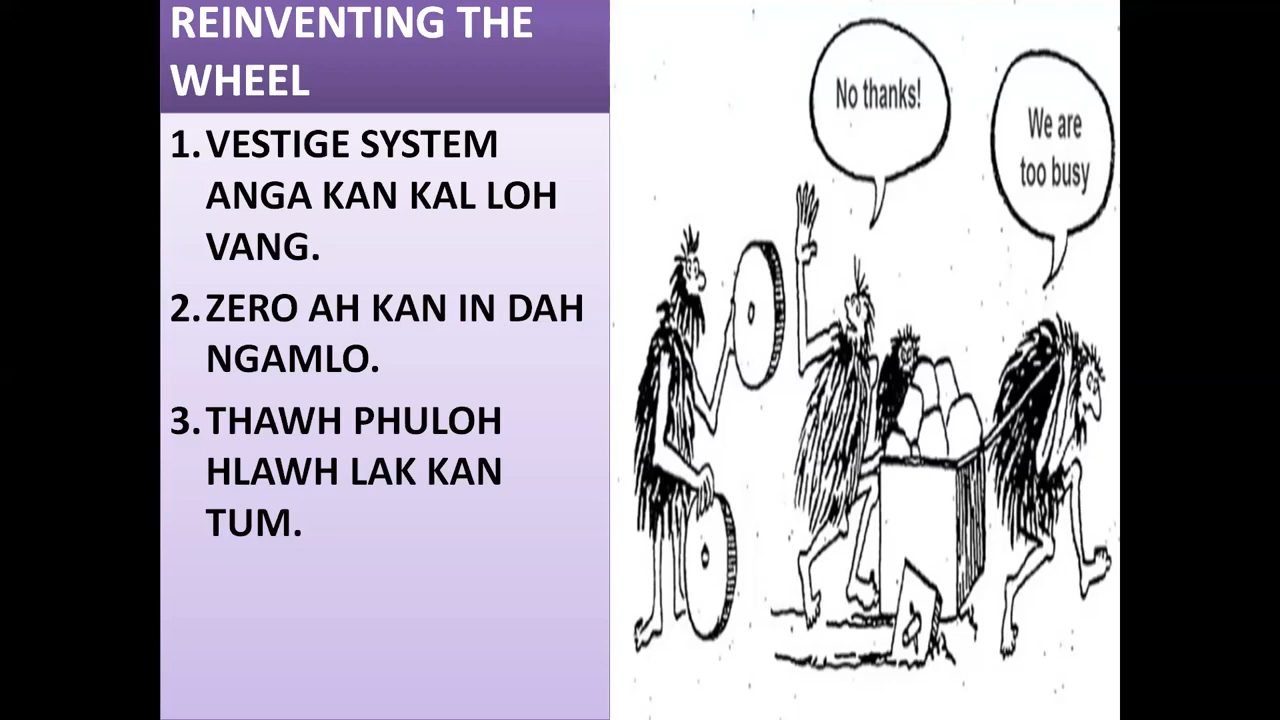 REINVENTING THE
WHEEL
1. VESTIGE SYSTEM
ANGA KAN KAL LOH
VANG.
2. ZERO AH KAN IN DAH
NGAMLO.
3. THAWH PHULOH
HLAWH LAK KAN
TUM.
No thanks!
We are
too busy